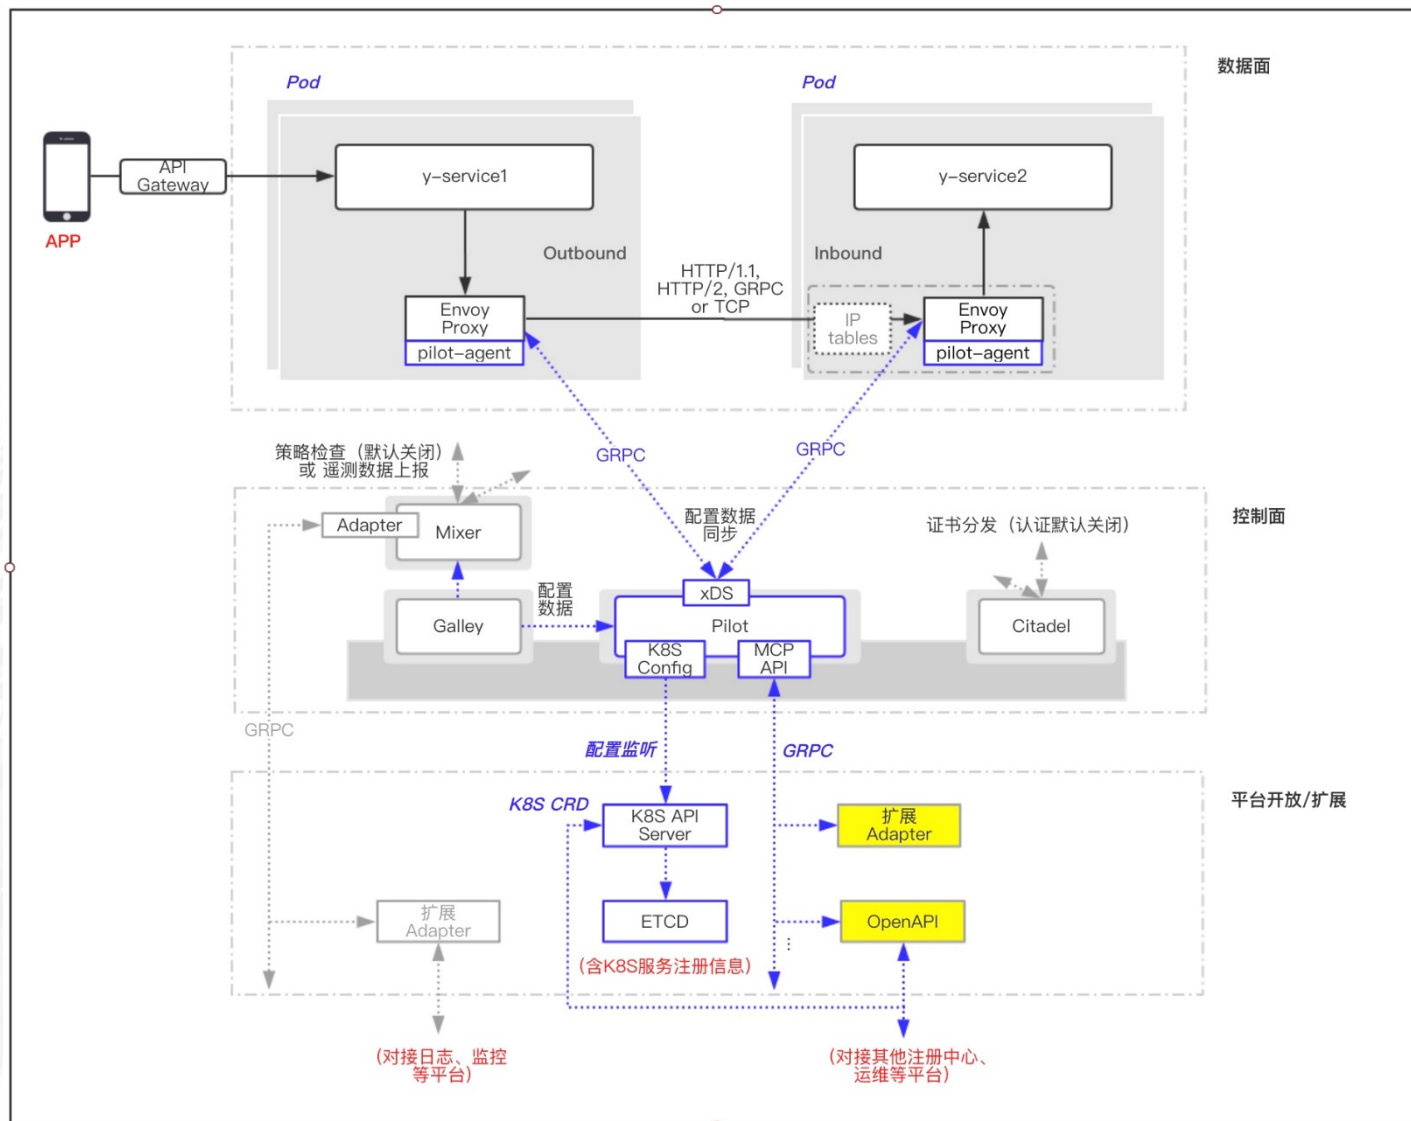 数据面
Pod
Pod
API
Gateway
y-service1
y-service2
APP
Outbound
Inbound
HTTP/1.1,
HTTP/2, GRPC
or TCP
Envoy
Proxy
pilot-agent
IP
tables
Envoy
Proxy
pilot-agent
GRPC
GRPC
策略检查（默认关闭）
或 遥测数据上报
控制面
Adapter
Mixer
配置数据
同步
证书分发（认证默认关闭）
xDS
配置
数据
Galley
Pilot
Citadel
K8S
Config
MCP
API
GRPC
配置监听
GRPC
平台开放/扩展
K8S CRD
K8S API
Server
扩展
Adapter
扩展
Adapter
ETCD
OpenAPI
(含K8S服务注册信息)
(对接日志、监控
等平台)
(对接其他注册中心、
运维等平台)